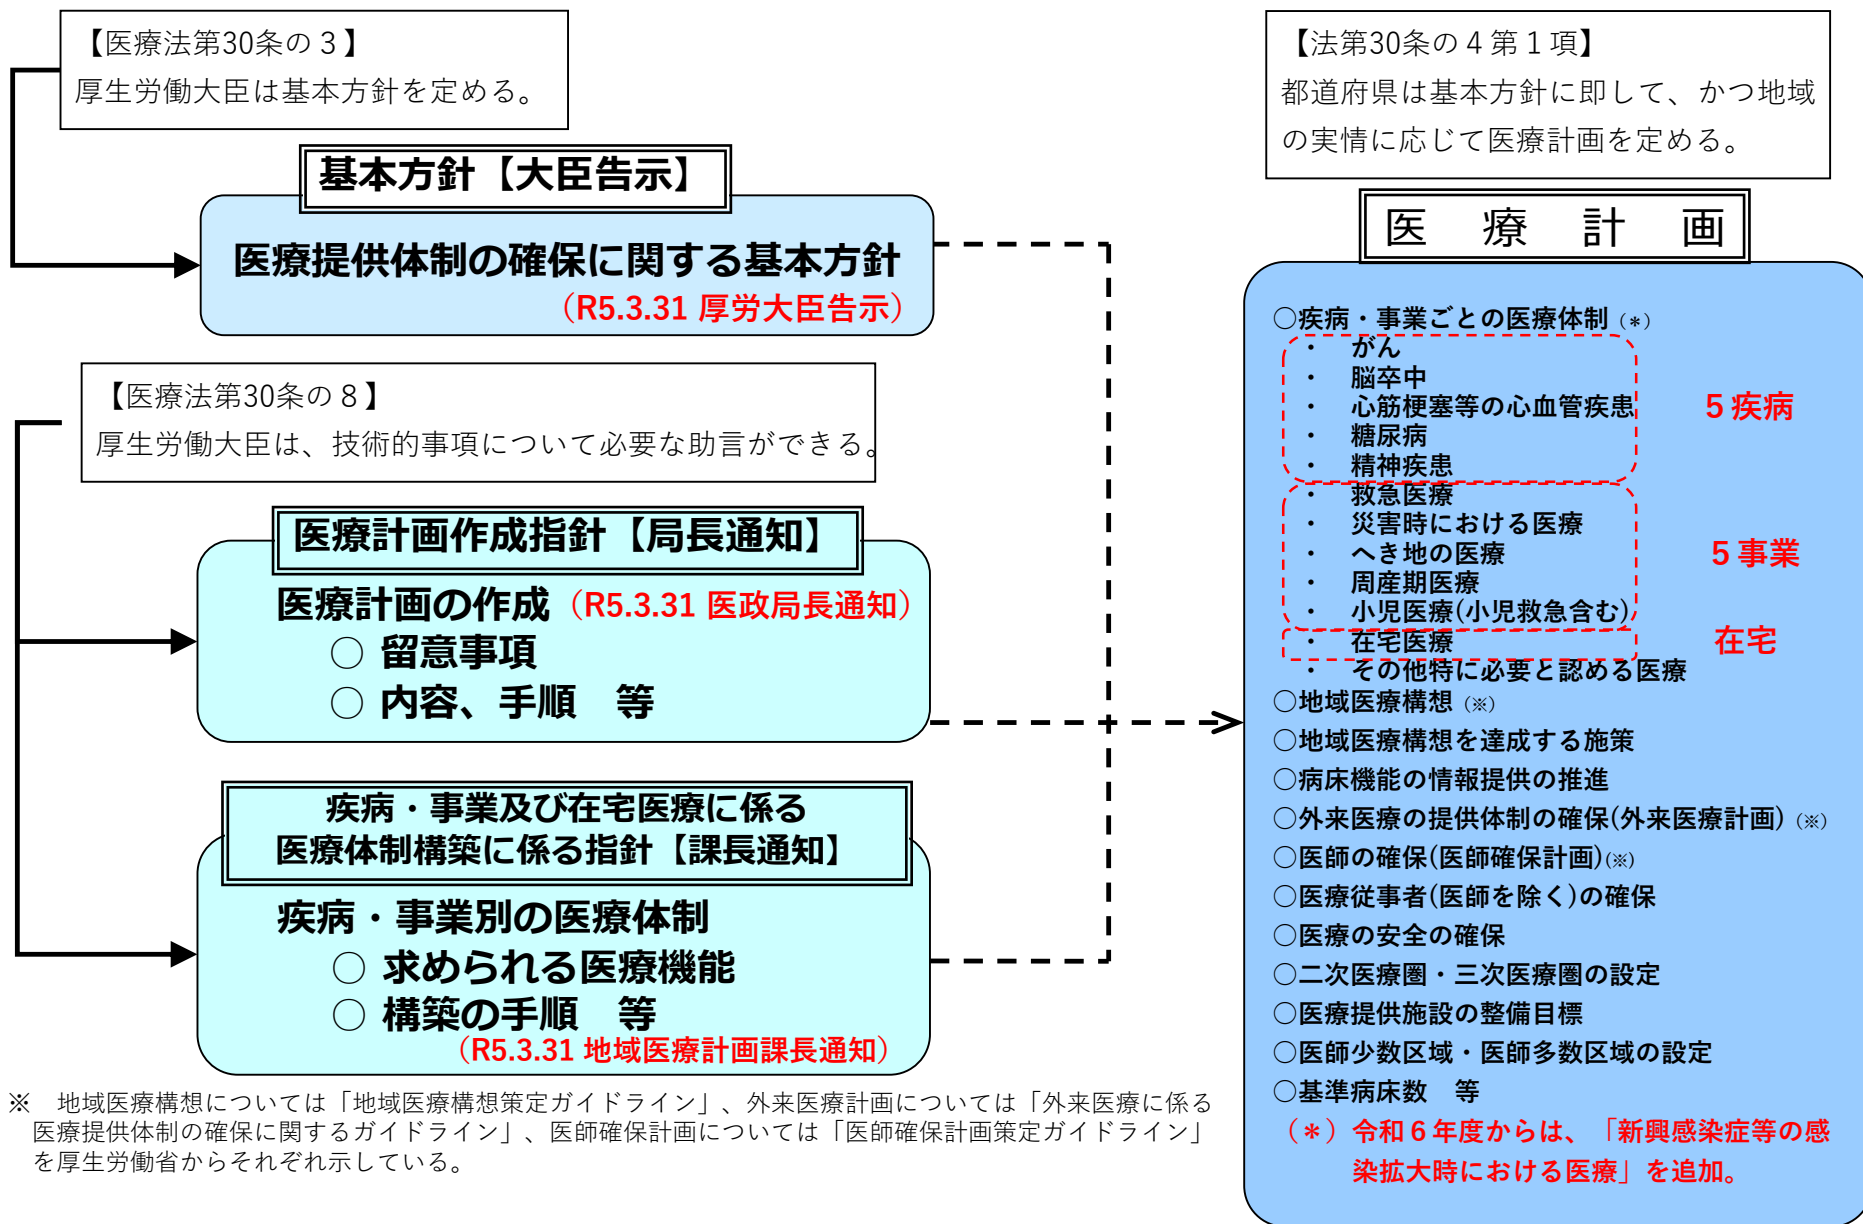 【医療法第30条の３】
厚生労働大臣は基本方針を定める。
基本方針【大臣告示】
医療提供体制の確保に関する基本方針
（R5.3.31 厚労大臣告示）
【医療法第30条の８】
厚生労働大臣は、技術的事項について必要な助言ができる。
医療計画作成指針【局長通知】
医療計画の作成（R5.3.31 医政局長通知）
○ 留意事項
○ 内容、手順　等
疾病・事業及び在宅医療に係る
医療体制構築に係る指針【課長通知】
疾病・事業別の医療体制
○ 求められる医療機能
○ 構築の手順　等
（R5.3.31 地域医療計画課長通知）
※　地域医療構想については「地域医療構想策定ガイドライン」、外来医療計画については「外来医療に係る
医療提供体制の確保に関するガイドライン」、医師確保計画については「医師確保計画策定ガイドライン」
を厚生労働省からそれぞれ示している。
【法第30条の４第１項】
都道府県は基本方針に即して、かつ地域
の実情に応じて医療計画を定める。
医　療　計　画
○疾病・事業ごとの医療体制（＊）
・　がん
・　脳卒中
・　心筋梗塞等の心血管疾患
・　糖尿病
・　精神疾患
５疾病
・　救急医療
・　災害時における医療
・　へき地の医療
・　周産期医療
・　小児医療(小児救急含む)
５事業
・　在宅医療
在宅
・　その他特に必要と認める医療
○地域医療構想（※）
○地域医療構想を達成する施策
○病床機能の情報提供の推進
○外来医療の提供体制の確保(外来医療計画)（※）
○医師の確保(医師確保計画)(※)
○医療従事者(医師を除く)の確保
○医療の安全の確保
○二次医療圏・三次医療圏の設定
○医療提供施設の整備目標
○医師少数区域・医師多数区域の設定
○基準病床数　等
（＊）令和６年度からは、「新興感染症等の感
染拡大時における医療」を追加。